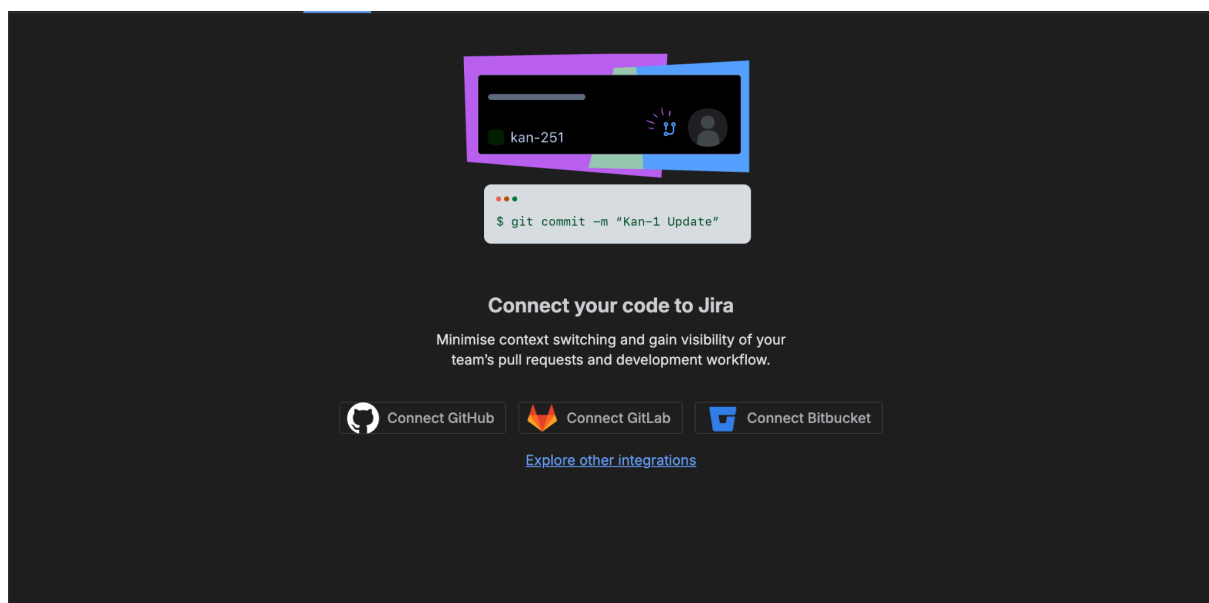 kan-251
$ git commit –m “Kan–1 Update”
Connect your code to Jira
Minimise context switching and gain visibility of your
team's pull requests and development workflow.
Connect GitHub
Connect GitLab
Connect Bitbucket
Explore other integrations